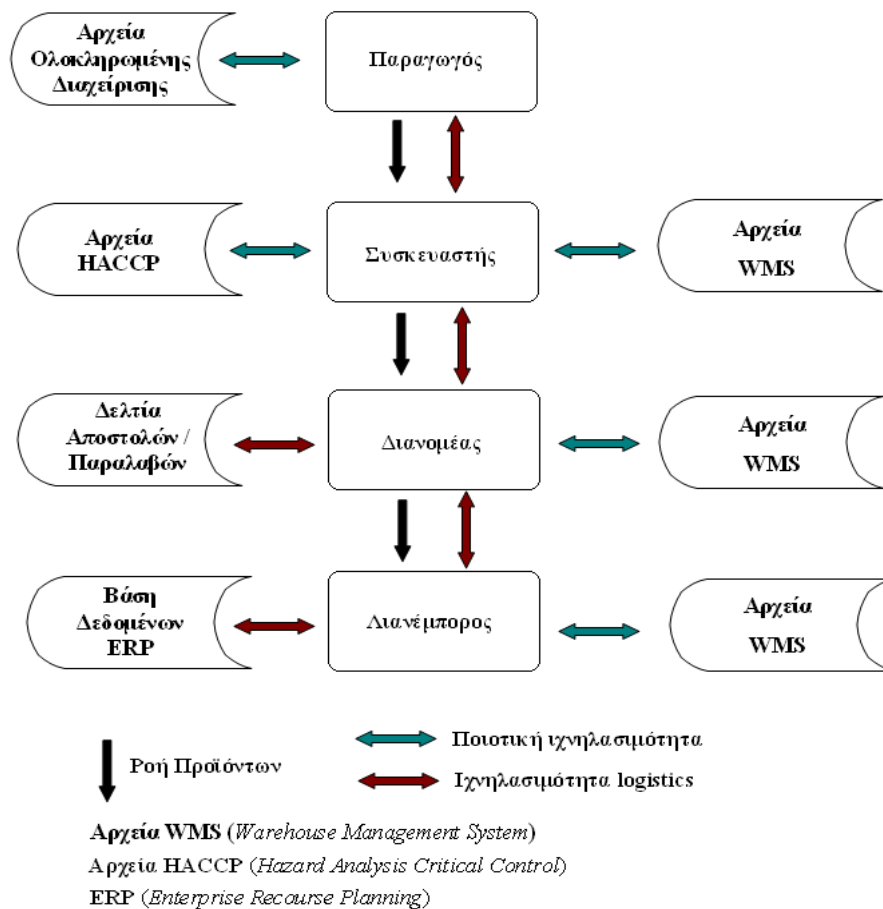 Αρχεία
Ολοκληρωμένης
Διαχείρισης
Παραγωγός
Αρχεία
HACCP
Συσκευαστής
Αρχεία
WMS
Δελτία
Αποστολών /
Παραλαβών
Διανομέας
Αρχεία
WMS
Βάση
Δεδομένων
ERP
Λιανέμπορος
Αρχεία
WMS
Ροή Προϊόντων
Ποιοτική ιχνηλασιμότητα
Ιχνηλασιμότητα logistics
Αρχεία WMS (Warehouse Management System)
Αρχεία HACCP (Hazard Analysis Critical Control)
ERP (Enterprise Recourse Planning)